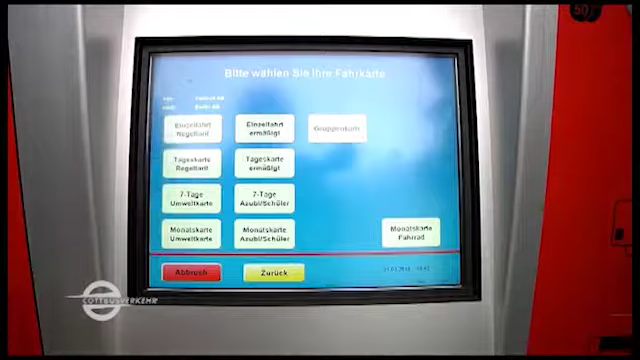 Bitte wählen Sie Ihre Fahrkarte
Einzelfahrt
Regeltarif
Einzelfahrt
ermäßigt
Gruppenkarte
Tageskarte
Regeltarif
Tageskarte
ermäßigt
7-Tage
Umweltkarte
7-Tage
Azubi/Schüler
Monatskarte
Umweltkarte
Monatskarte
Azubi/Schüler
Monatskarte
Fahrrad
Abbruch
Zurück
COTTBUSVERKEHR
50